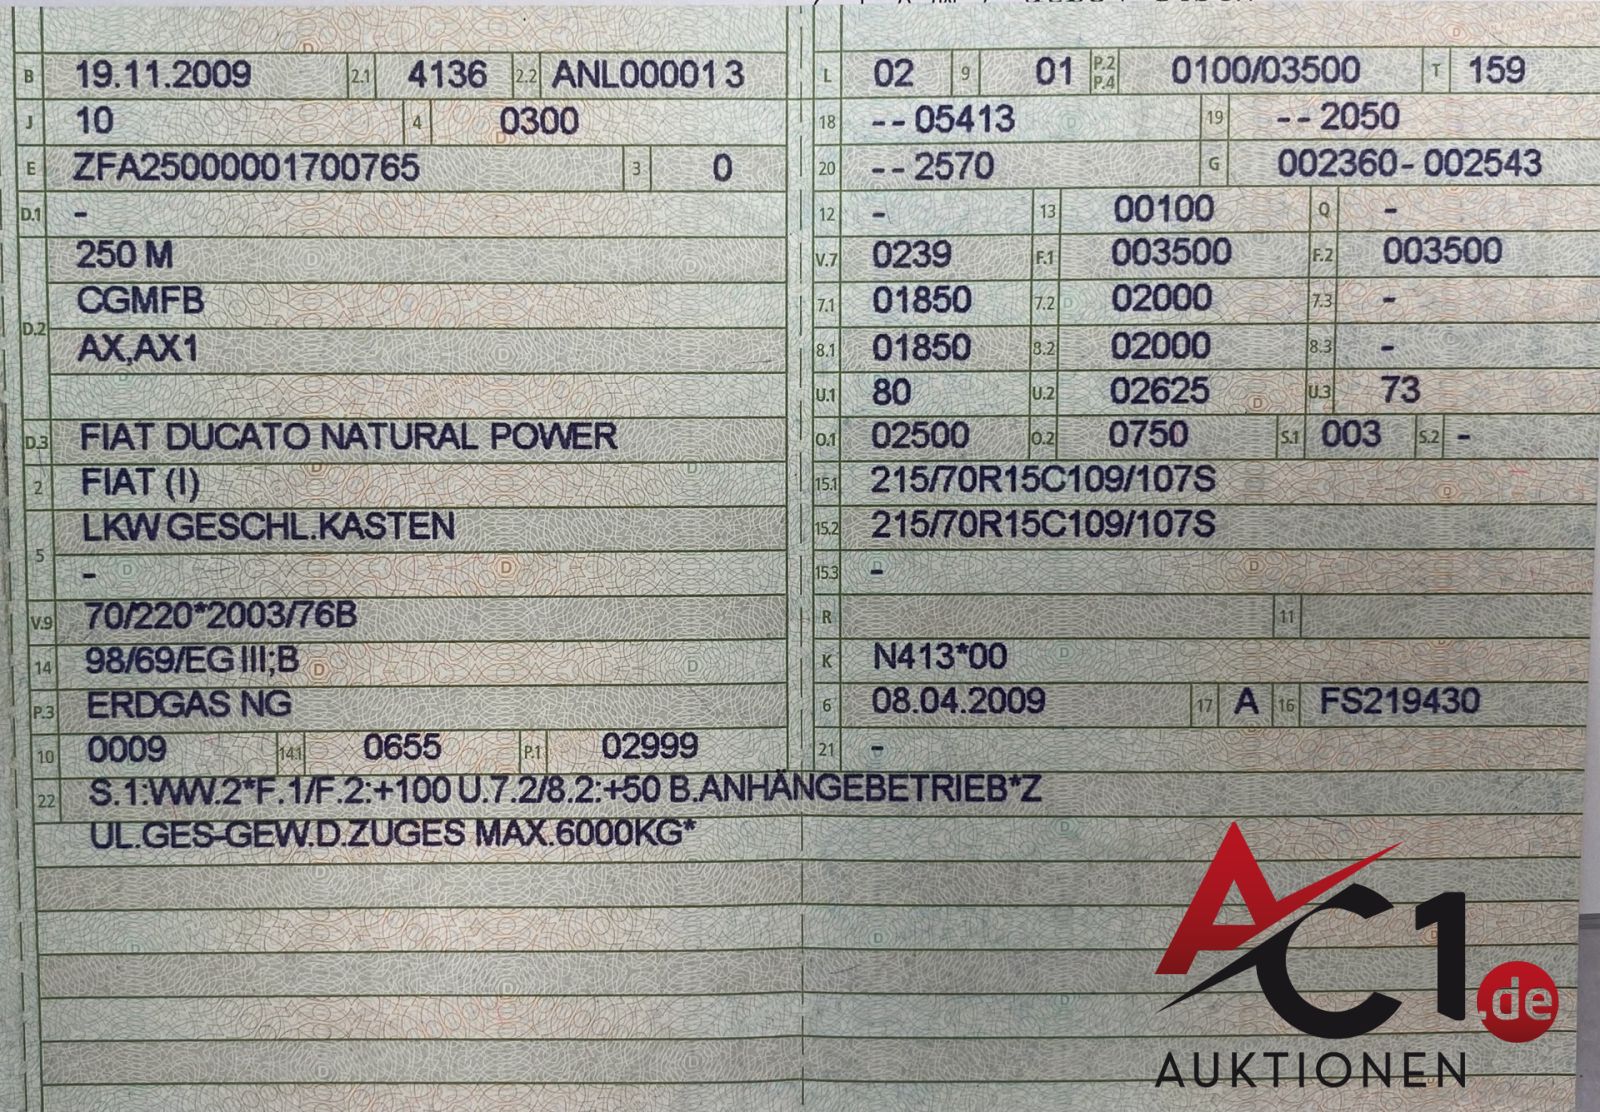 B 19.11.2009 2.1 4136 2.2 ANL000013
J 10 4 0300
E ZFA25000001700765 3 0
D.1 -
250 M
CGMFB
D.2
AX,AX1
D.3 FIAT DUCATO NATURAL POWER
2 FIAT (I)
LKW GESCHL.KASTEN
5
-
V.9 70/220*2003/76B
14 98/69/EG III;B
P.3 ERDGAS NG
10 0009 14.1 0655 P.1 02999
L 02 9 01 P.2 P.4 0100/03500 T 159
18 --05413 19 --2050
20 --2570 G 002360-002543
12 - 13 00100 Q -
V.7 0239 F.1 003500 F.2 003500
7.1 01850 7.2 02000 7.3 -
8.1 01850 8.2 02000 8.3 -
U.1 80 U.2 02625 U.3 73
O.1 02500 O.2 0750 S.1 003 S.2 -
15.1 215/70R15C109/107S
15.2 215/70R15C109/107S
15.3 -
R 11
K N413*00
6 08.04.2009 17 A 16 FS219430
21 -
22 S.1:WW.2*F.1/F.2:+100 U.7.2/8.2:+50 B.ANHÄNGEBETRIEB*Z
UL.GES-GEW.D.ZUGES MAX.6000KG*
AC1.de
AUKTIONEN